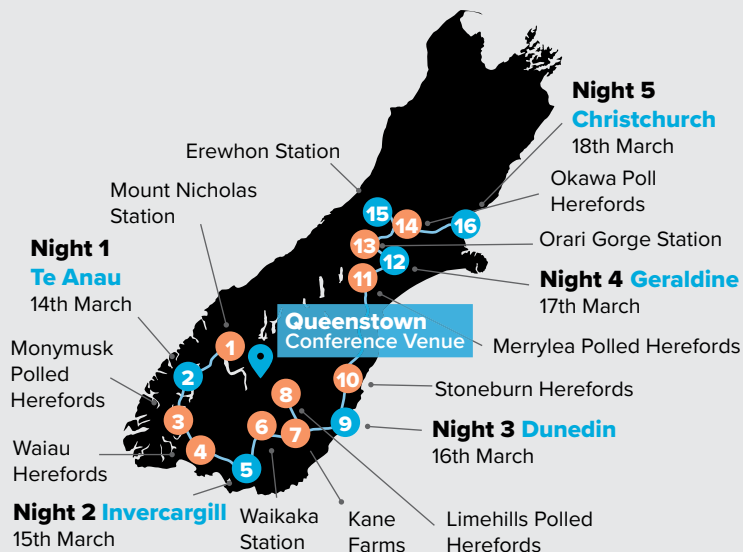 Night 5
Christchurch
18th March
Erewhon Station
Okawa Poll
Herefords
Mount Nicholas
Station
15
14
16
Orari Gorge Station
13
12
Night 1
Te Anau
14th March
11
Night 4 Geraldine
17th March
Queenstown
Conference Venue
Merrylea Polled Herefords
1
Monymusk
Polled
Herefords
2
10
Stoneburn Herefords
8
3
9
Night 3 Dunedin
16th March
6
7
Waiau
Herefords
4
5
Night 2 Invercargill
15th March
Waikaka
Station
Kane
Farms
Limehills Polled
Herefords